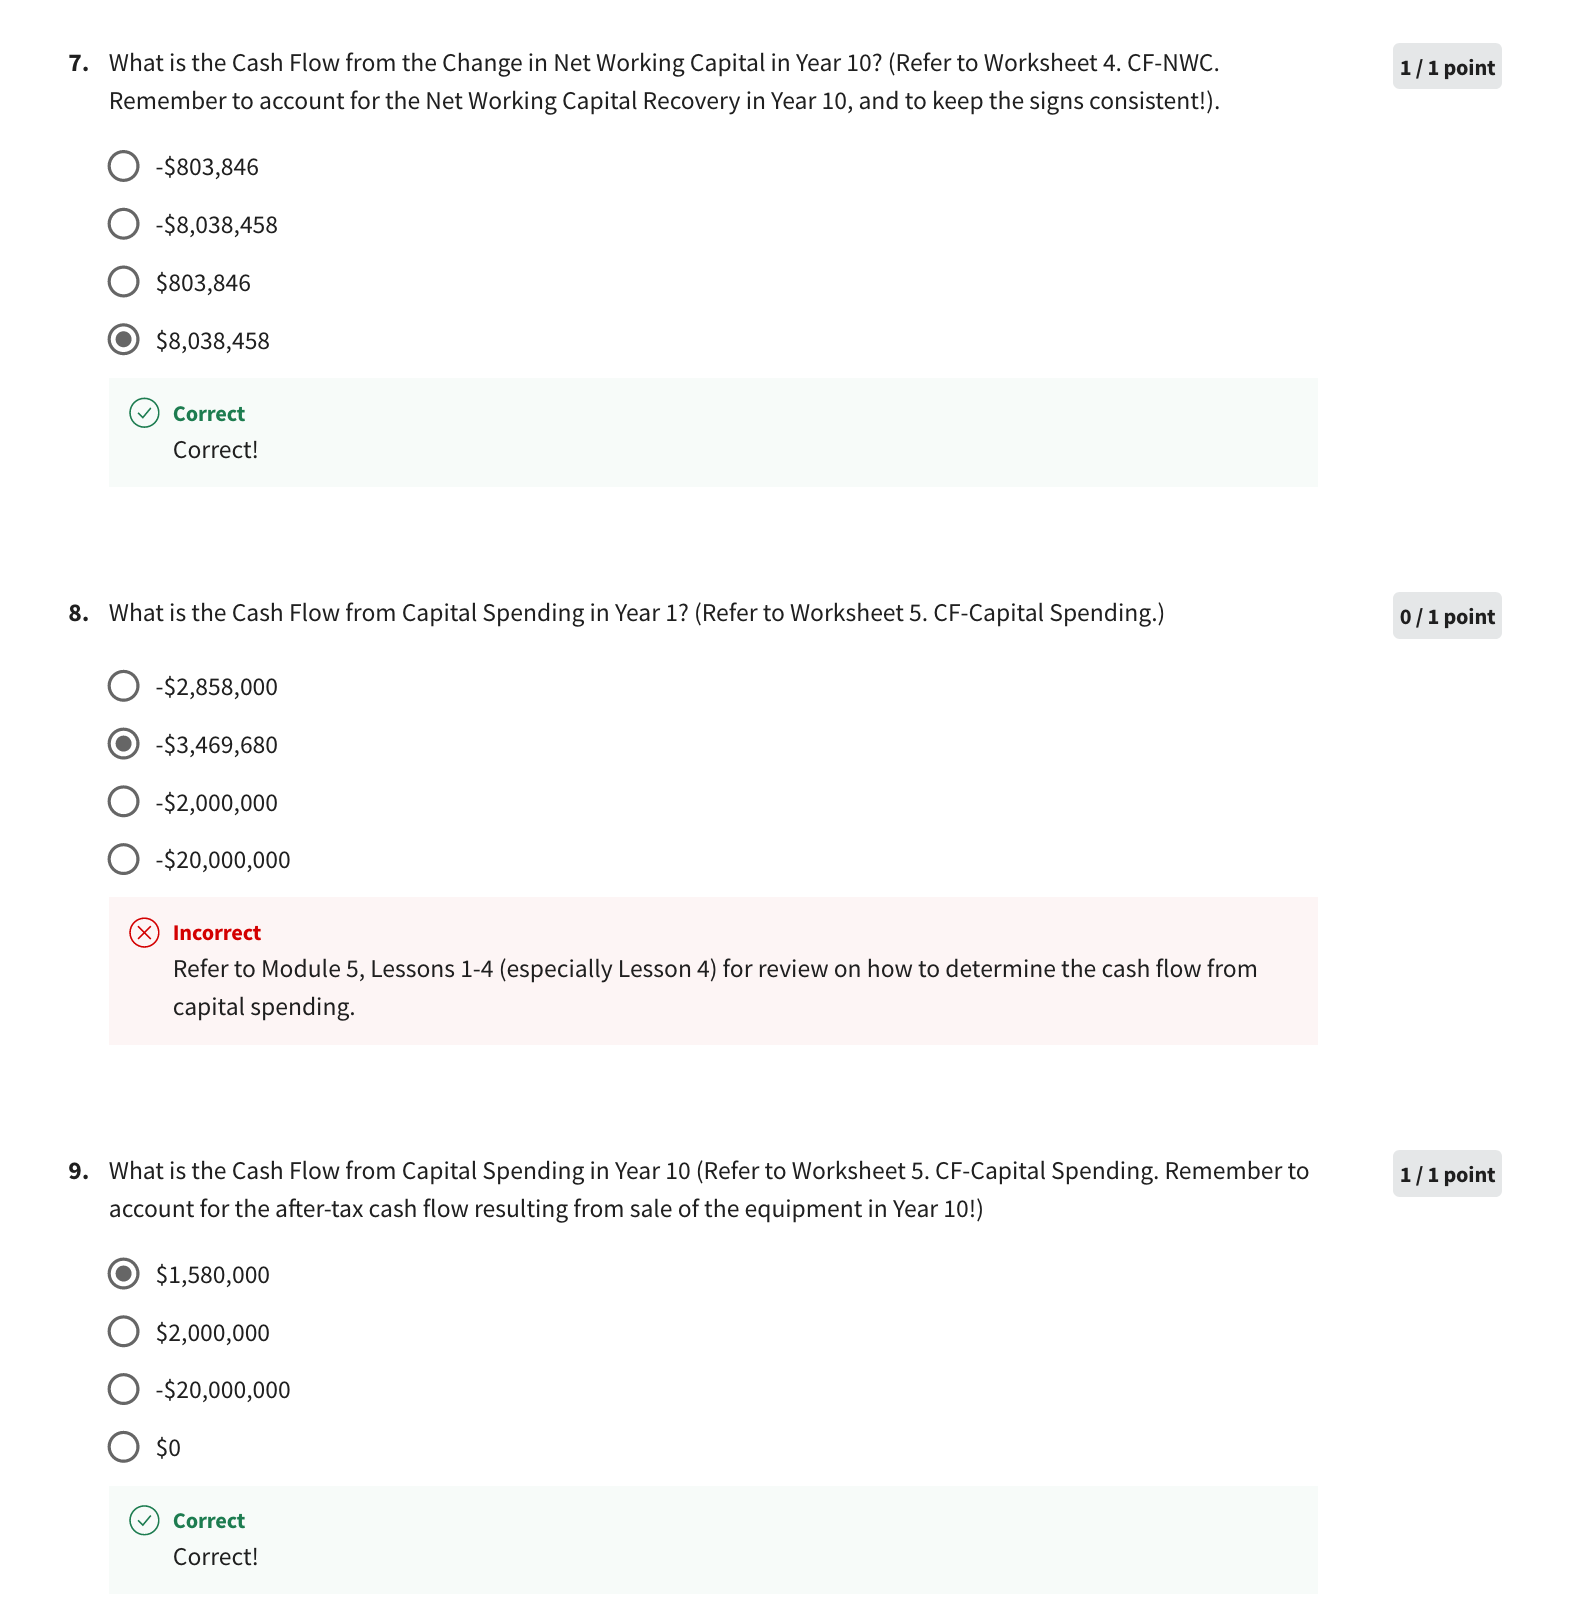 7. What is the Cash Flow from the Change in Net Working Capital in Year 10? (Refer to Worksheet 4. CF-NWC.
1 / 1 point
Remember to account for the Net Working Capital Recovery in Year 10, and to keep the signs consistent!).
-$803,846
-$8,038,458
$803,846
$8,038,458
Correct
Correct!
8. What is the Cash Flow from Capital Spending in Year 1? (Refer to Worksheet 5. CF-Capital Spending.)
0 / 1 point
-$2,858,000
-$3,469,680
-$2,000,000
-$20,000,000
Incorrect
Refer to Module 5, Lessons 1-4 (especially Lesson 4) for review on how to determine the cash flow from
capital spending.
9. What is the Cash Flow from Capital Spending in Year 10 (Refer to Worksheet 5. CF-Capital Spending. Remember to
1 / 1 point
account for the after-tax cash flow resulting from sale of the equipment in Year 10!)
$1,580,000
$2,000,000
-$20,000,000
$0
Correct
Correct!